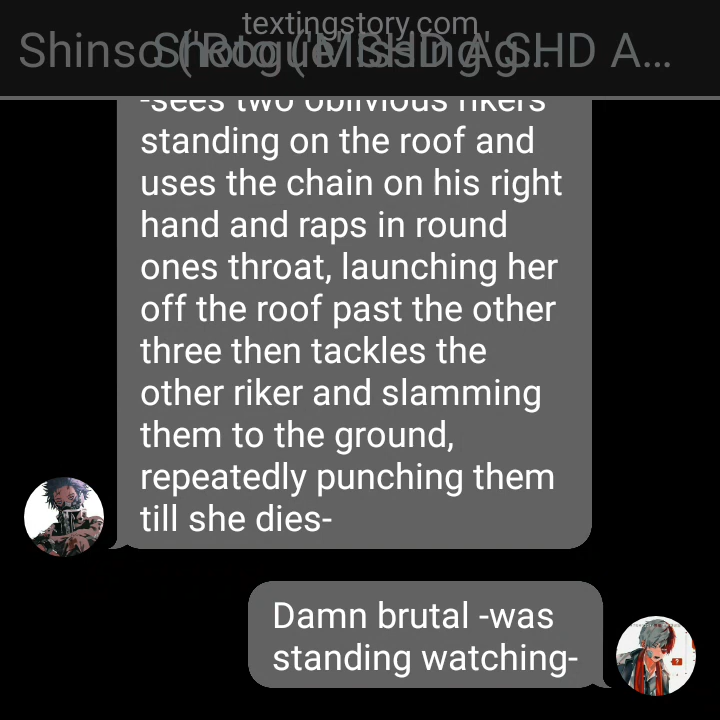 textingstory.com
Shinso
SHD A...
-sees two oblivious rikers
standing on the roof and
uses the chain on his right
hand and raps in round
ones throat, launching her
off the roof past the other
three then tackles the
other riker and slamming
them to the ground,
repeatedly punching them
till she dies-
Damn brutal -was
standing watching-